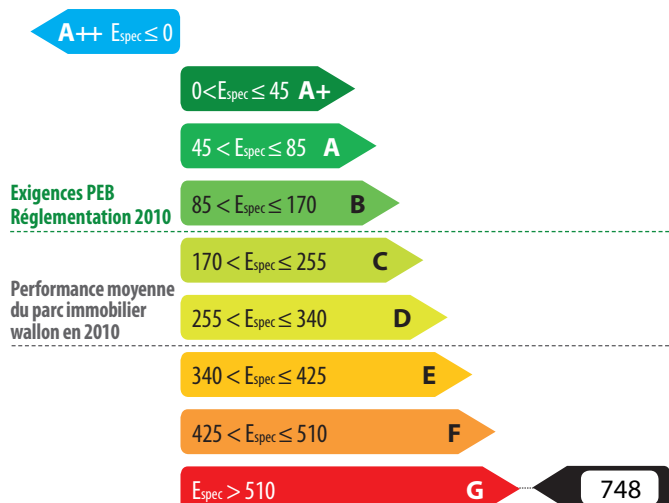 A++ Espec ≤ 0
0<Espec ≤ 45 A+
45 < Espec ≤ 85 A
Exigences PEB
Réglementation 2010
85 < Espec ≤ 170 B
170 < Espec ≤ 255 C
Performance moyenne
du parc immobilier
wallon en 2010
255 < Espec ≤ 340 D
340 < Espec ≤ 425 E
425 < Espec ≤ 510 F
Espec > 510 G 748